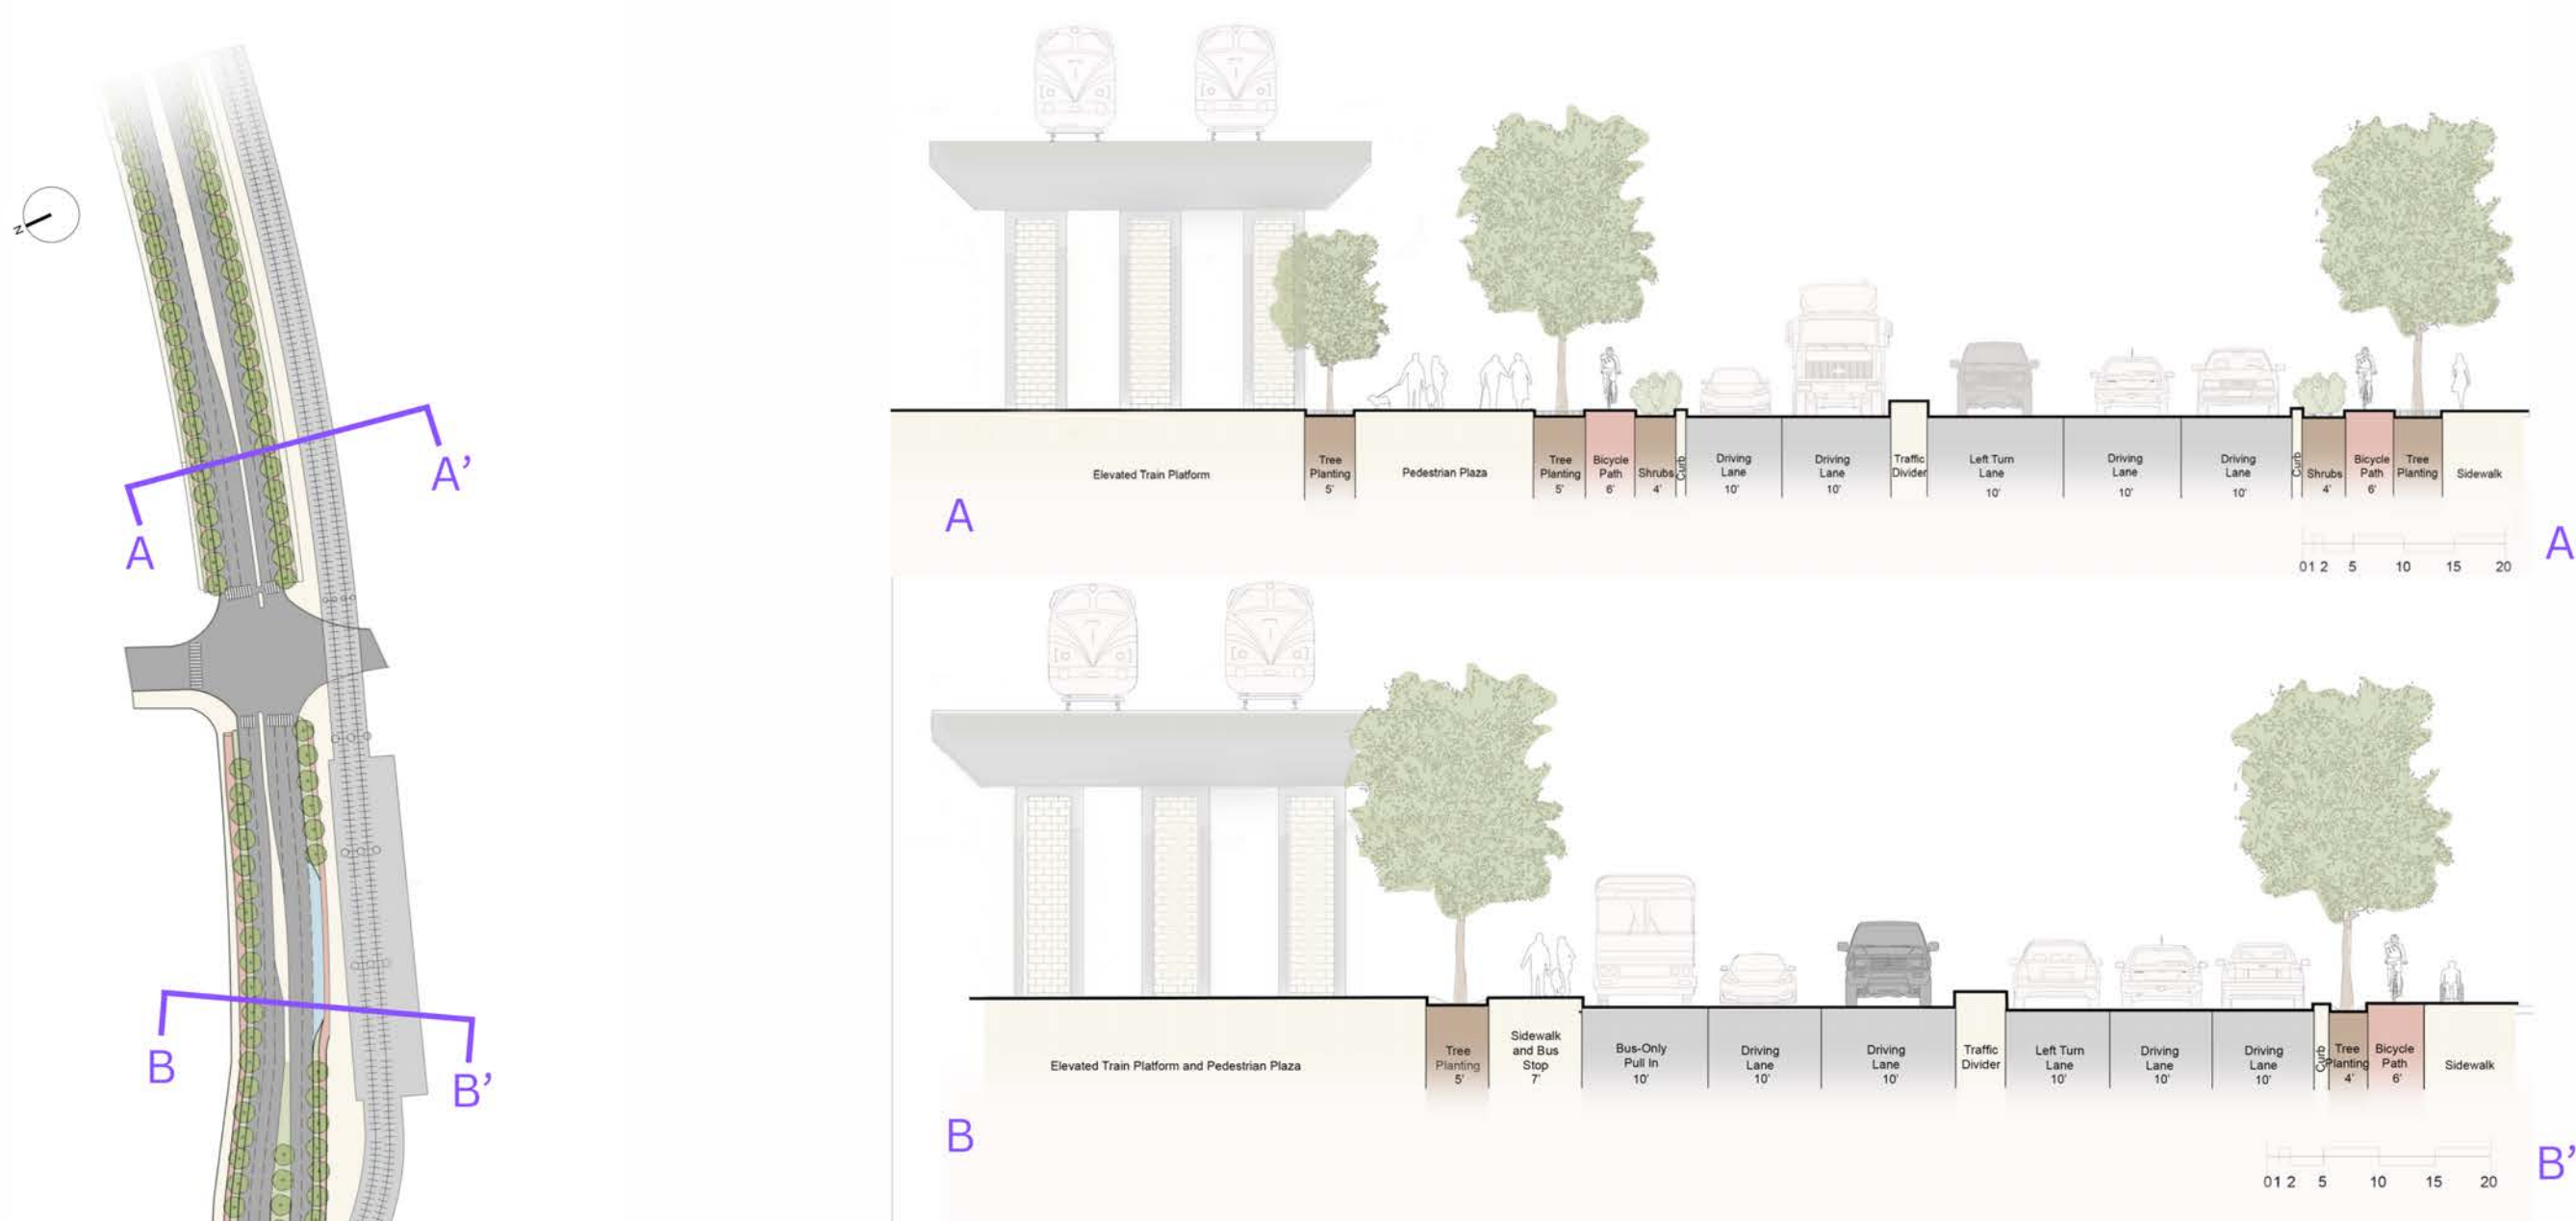 N
A
A'
B
B'
Elevated Train Platform
Tree
Planting
5'
Pedestrian Plaza
Tree
Planting
5'
Bicycle
Path
6'
Shrubs
4'
Curb
Driving
Lane
10'
Driving
Lane
10'
Traffic
Divider
Left Turn
Lane
10'
Driving
Lane
10'
Driving
Lane
10'
Curb
Shrubs
4'
Bicycle
Path
6'
Tree
Planting
Sidewalk
A
A
0 1 2 5 10 15 20
Elevated Train Platform and Pedestrian Plaza
Tree
Planting
5'
Sidewalk
and Bus
Stop
7'
Bus-Only
Pull In
10'
Driving
Lane
10'
Driving
Lane
10'
Traffic
Divider
Left Turn
Lane
10'
Driving
Lane
10'
Driving
Lane
10'
Curb
Tree
Planting
4'
Bicycle
Path
6'
Sidewalk
B
B'
0 1 2 5 10 15 20